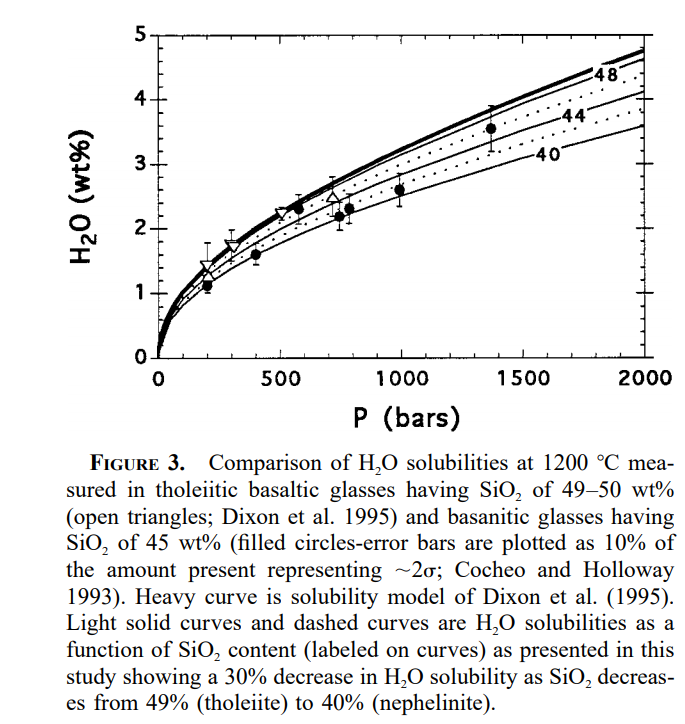 5
4
3
2
1
0
H₂O (wt%)
48
44
40
0 500 1000 1500 2000
P (bars)
FIGURE 3. Comparison of H₂O solubilities at 1200 °C mea-
sured in tholeiitic basaltic glasses having SiO₂ of 49–50 wt%
(open triangles; Dixon et al. 1995) and basanitic glasses having
SiO₂ of 45 wt% (filled circles-error bars are plotted as 10% of
the amount present representing ~2σ; Cocheo and Holloway
1993). Heavy curve is solubility model of Dixon et al. (1995).
Light solid curves and dashed curves are H₂O solubilities as a
function of SiO₂ content (labeled on curves) as presented in this
study showing a 30% decrease in H₂O solubility as SiO₂ decreas-
es from 49% (tholeiite) to 40% (nephelinite).